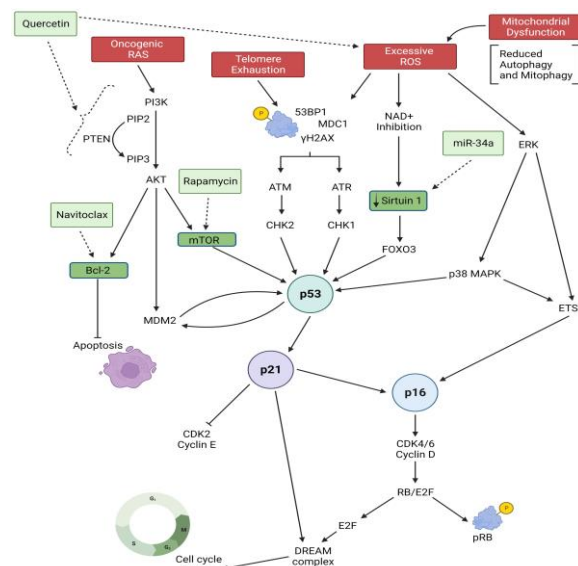 Quercetin
Oncogenic
RAS
Telomere
Exhaustion
Excessive
ROS
Mitochondrial
Dysfunction
Reduced
Autophagy
and Mitophagy
PI3K
PIP2
PTEN
PIP3
AKT
P
53BP1
MDC1
γH2AX
NAD+
Inhibition
miR-34a
ERK
Rapamycin
ATM
ATR
Sirtuin 1
Navitoclax
mTOR
CHK2
CHK1
FOXO3
Bcl-2
p38 MAPK
p53
ETS
MDM2
Apoptosis
p21
p16
CDK2
Cyclin E
CDK4/6
Cyclin D
RB/E2F
P
pRB
E2F
G₁
M
S
G₂
DREAM
complex
Cell cycle